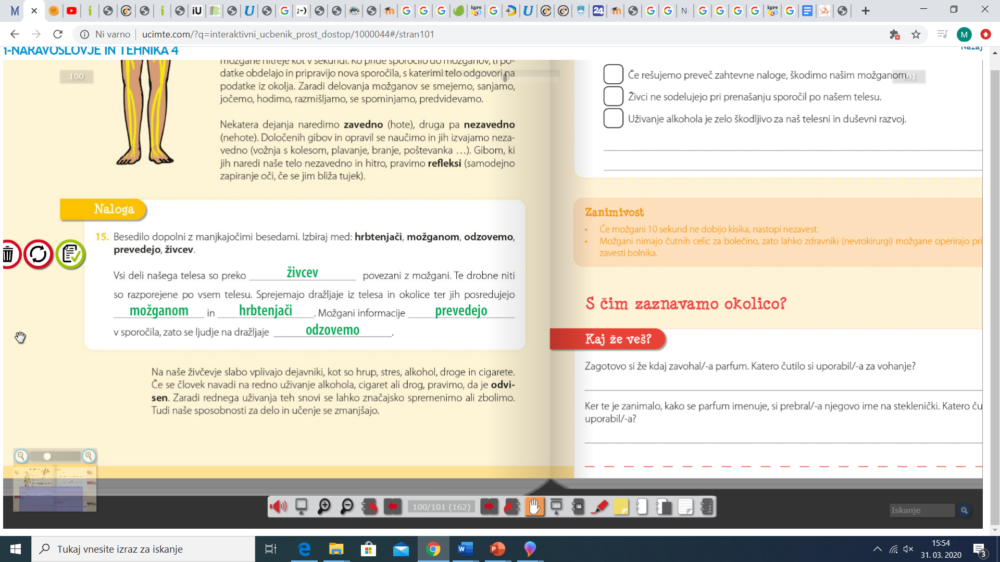 Ni varno
ucimte.com/?q=interaktivni_ucbenik_prost_dostop/1000044#/stran101
M
i-NARAVOSLOVJE IN TEHNIKA 4
Nazaj
100
možgane hitreje kot v sekundi. Ko pride sporočilo do možganov, ti po-
datke obdelajo in pripravijo nova sporočila, s katerimi telo odgovori na
podatke iz okolja. Zaradi delovanja možganov se smejemo, sanjamo,
jočemo, hodimo, razmišljamo, se spominjamo, predvidevamo.
Nekatera dejanja naredimo zavedno (hote), druga pa nezavedno
(nehote). Določenih gibov in opravil se naučimo in jih izvajamo neza-
vedno (vožnja s kolesom, plavanje, branje, poštevanka …). Gibom, ki
jih naredi naše telo nezavedno in hitro, pravimo refleksi (samodejno
zapiranje oči, če se jim bliža tujek).
Naloga
15. Besedilo dopolni z manjkajočimi besedami. Izbiraj med: hrbtenjači, možganom, odzovemo,
prevedejo, živcev.
Vsi deli našega telesa so preko živcev povezani z možgani. Te drobne niti
so razporejene po vsem telesu. Sprejemajo dražljaje iz telesa in okolice ter jih posredujejo
možganom in hrbtenjači. Možgani informacije prevedejo
v sporočila, zato se ljudje na dražljaje odzovemo.
Na naše živčevje slabo vplivajo dejavniki, kot so hrup, stres, alkohol, droge in cigarete.
Če se človek navadi na redno uživanje alkohola, cigaret ali drog, pravimo, da je odvi-
sen. Zaradi rednega uživanja teh snovi se lahko značajsko spremenimo ali zbolimo.
Tudi naše sposobnosti za delo in učenje se zmanjšajo.
101
Če rešujemo preveč zahtevne naloge, škodimo našim možganom.
Živci ne sodelujejo pri prenašanju sporočil po našem telesu.
Uživanje alkohola je zelo škodljivo za naš telesni in duševni razvoj.
Zanimivost
• Če možgani 10 sekund ne dobijo kisika, nastopi nezavest.
• Možgani nimajo čutnih celic za bolečino, zato lahko zdravniki (nevrokirurgi) možgane operirajo pri
zavesti bolnika.
S čim zaznavamo okolico?
Kaj že veš?
Zagotovo si že kdaj zavohal/-a parfum. Katero čutilo si uporabil/-a za vohanje?
Ker te je zanimalo, kako se parfum imenuje, si prebral/-a njegovo ime na steklenički. Katero ču
uporabil/-a?
100/101 (162)
Iskanje
Tukaj vnesite izraz za iskanje
15:54
31. 03. 2020
3